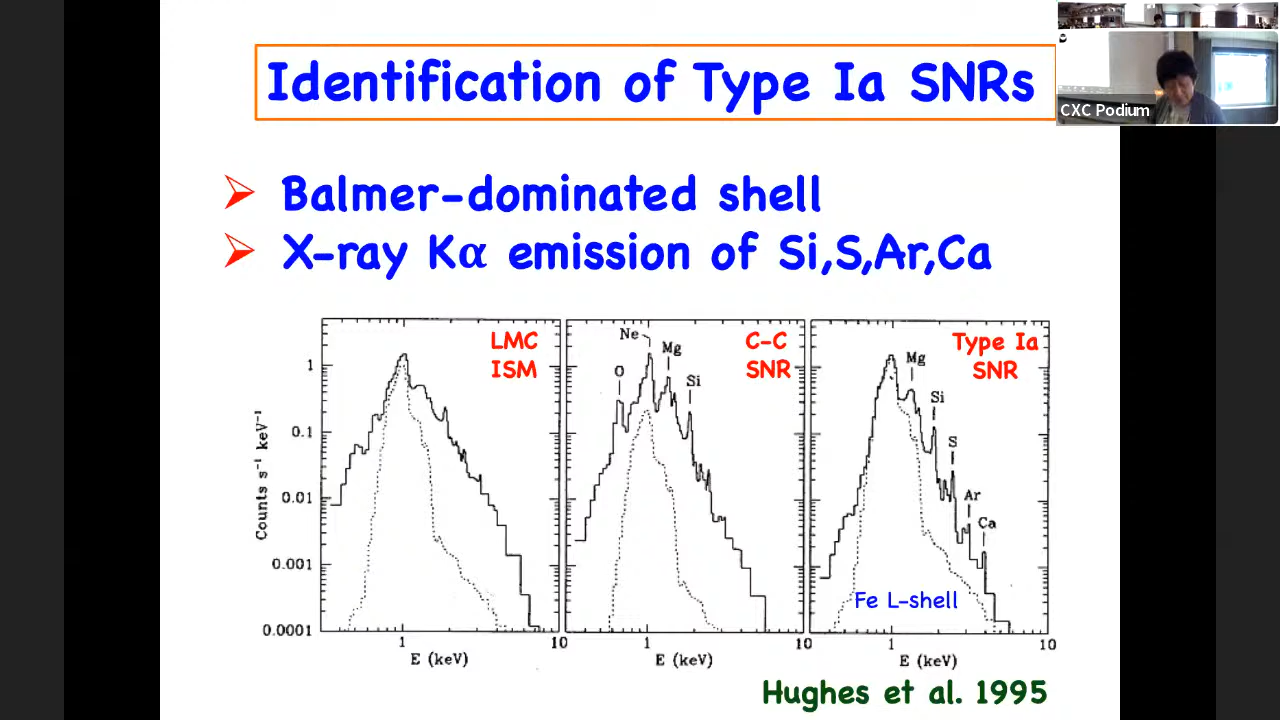 Identification of Type Ia SNRs
CXC Podium
Balmer-dominated shell
X-ray Kα emission of Si,S,Ar,Ca
LMC
ISM
Ne
Mg
O
Si
C-C
SNR
Mg
Si
S
Ar
Ca
Type Ia
SNR
Fe L-shell
Counts s⁻¹ keV⁻¹
1
0.1
0.01
0.001
0.0001
1
10
1
10
1
10
E (keV)
E (keV)
E (keV)
Hughes et al. 1995